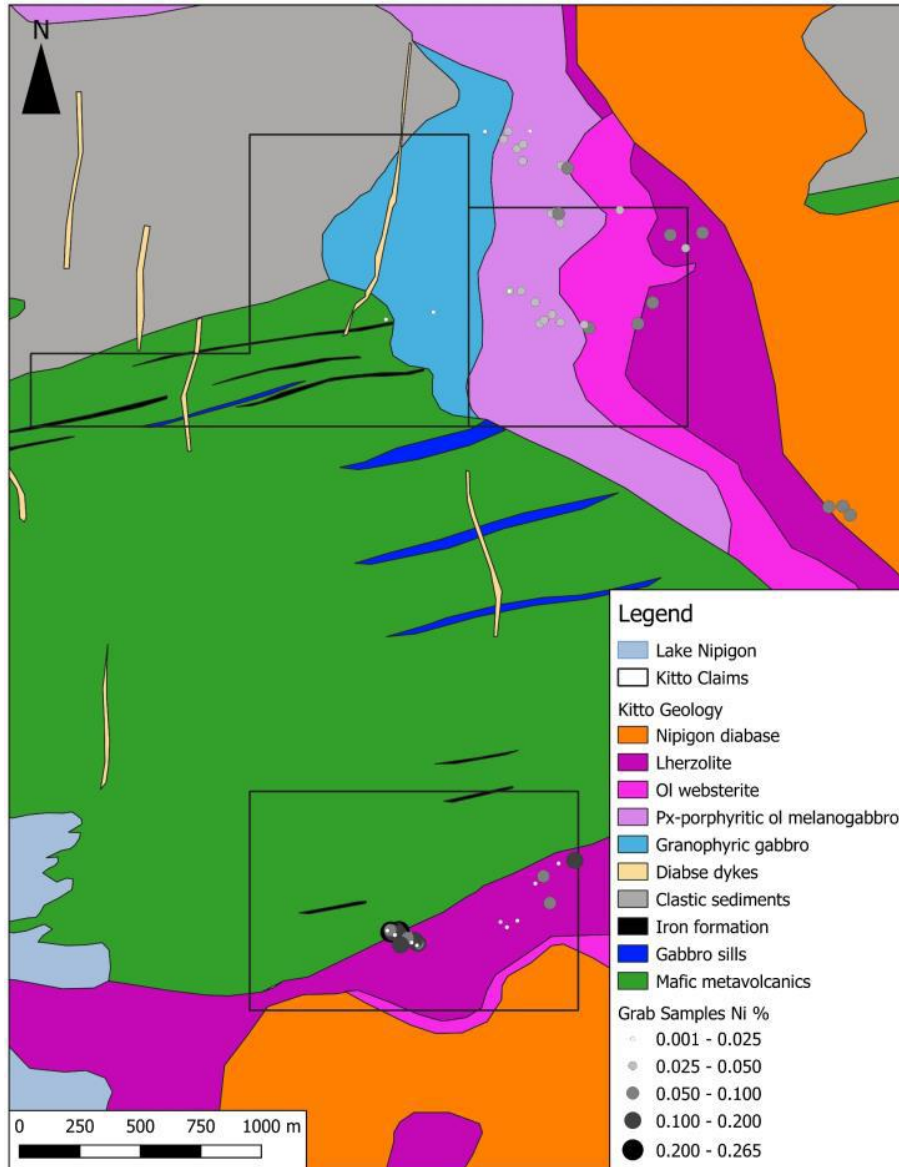 N
Legend
Lake Nipigon
Kitto Claims
Kitto Geology
Nipigon diabase
Lherzolite
Ol websterite
Px-porphyritic ol melanogabbro
Granophyric gabbro
Diabse dykes
Clastic sediments
Iron formation
Gabbro sills
Mafic metavolcanics
Grab Samples Ni %
0.001 - 0.025
0.025 - 0.050
0.050 - 0.100
0.100 - 0.200
0.200 - 0.265
0 250 500 750 1000 m